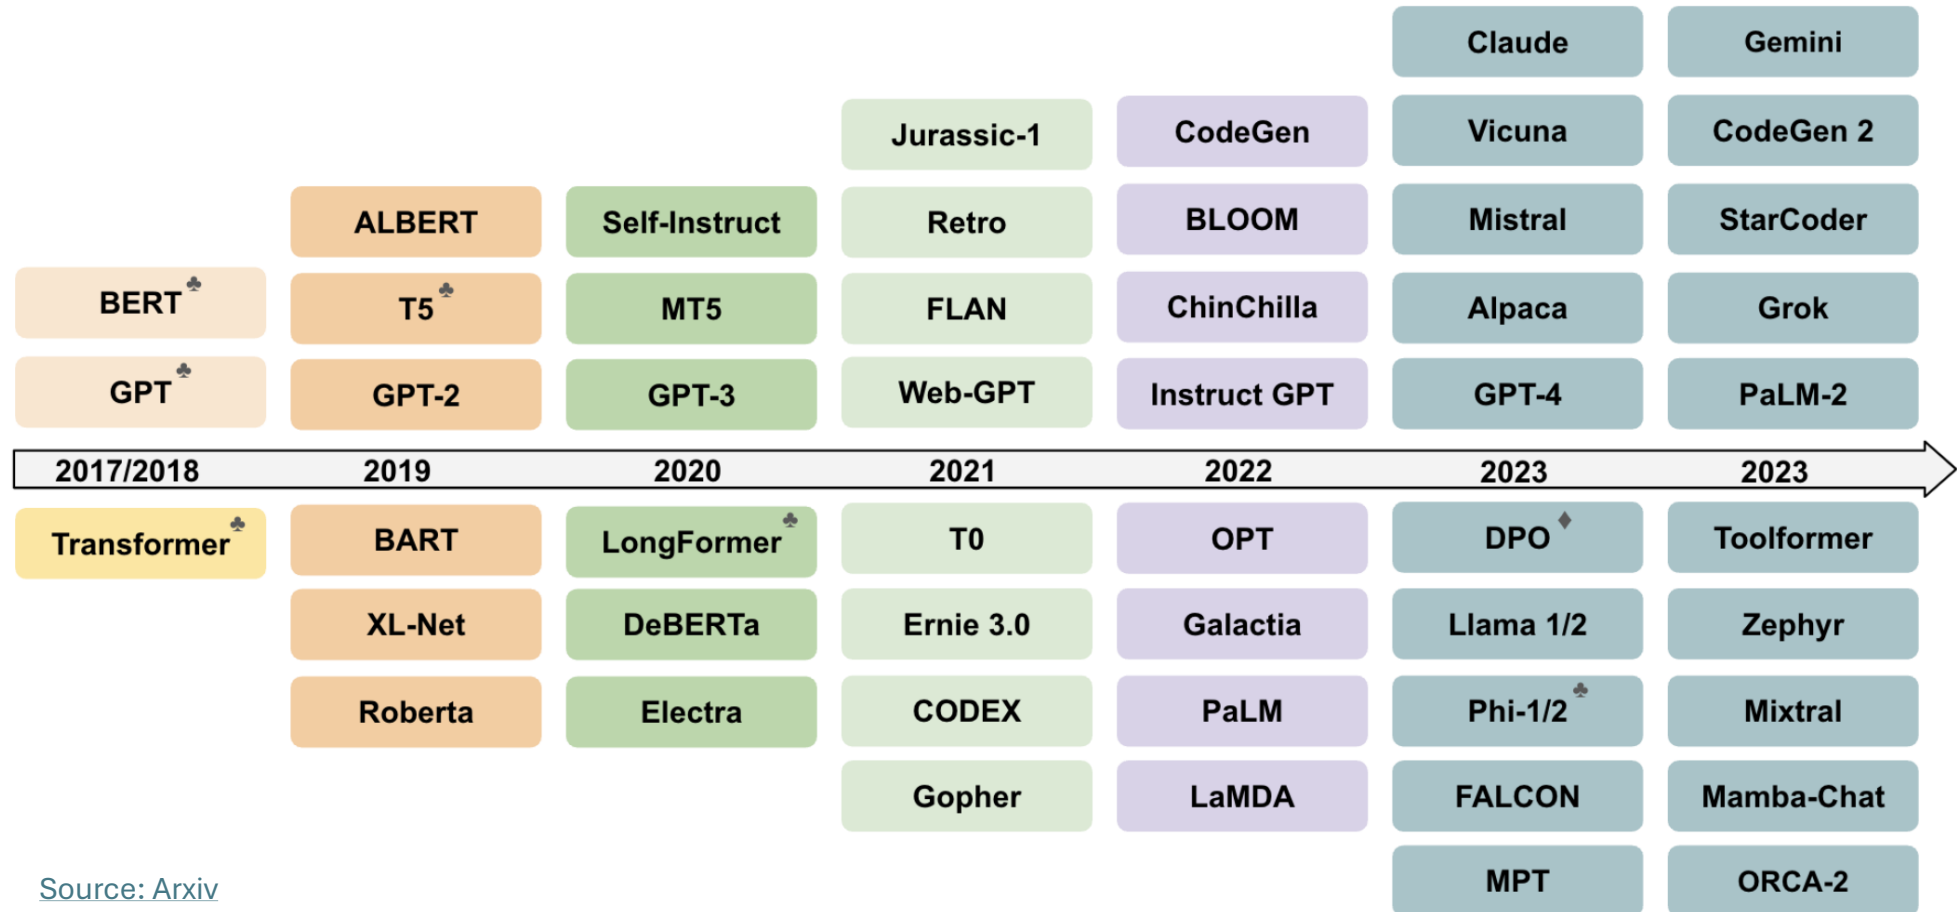 Claude
Gemini
Jurassic-1
CodeGen
Vicuna
CodeGen 2
ALBERT
Self-Instruct
Retro
BLOOM
Mistral
StarCoder
BERT♣
T5♣
MT5
FLAN
ChinChilla
Alpaca
Grok
GPT♣
GPT-2
GPT-3
Web-GPT
Instruct GPT
GPT-4
PaLM-2
2017/2018
2019
2020
2021
2022
2023
2023
Transformer♣
BART
LongFormer♣
T0
OPT
DPO♦
Toolformer
XL-Net
DeBERTa
Ernie 3.0
Galactia
Llama 1/2
Zephyr
Roberta
Electra
CODEX
PaLM
Phi-1/2♣
Mixtral
Gopher
LaMDA
FALCON
Mamba-Chat
MPT
ORCA-2
Source: Arxiv